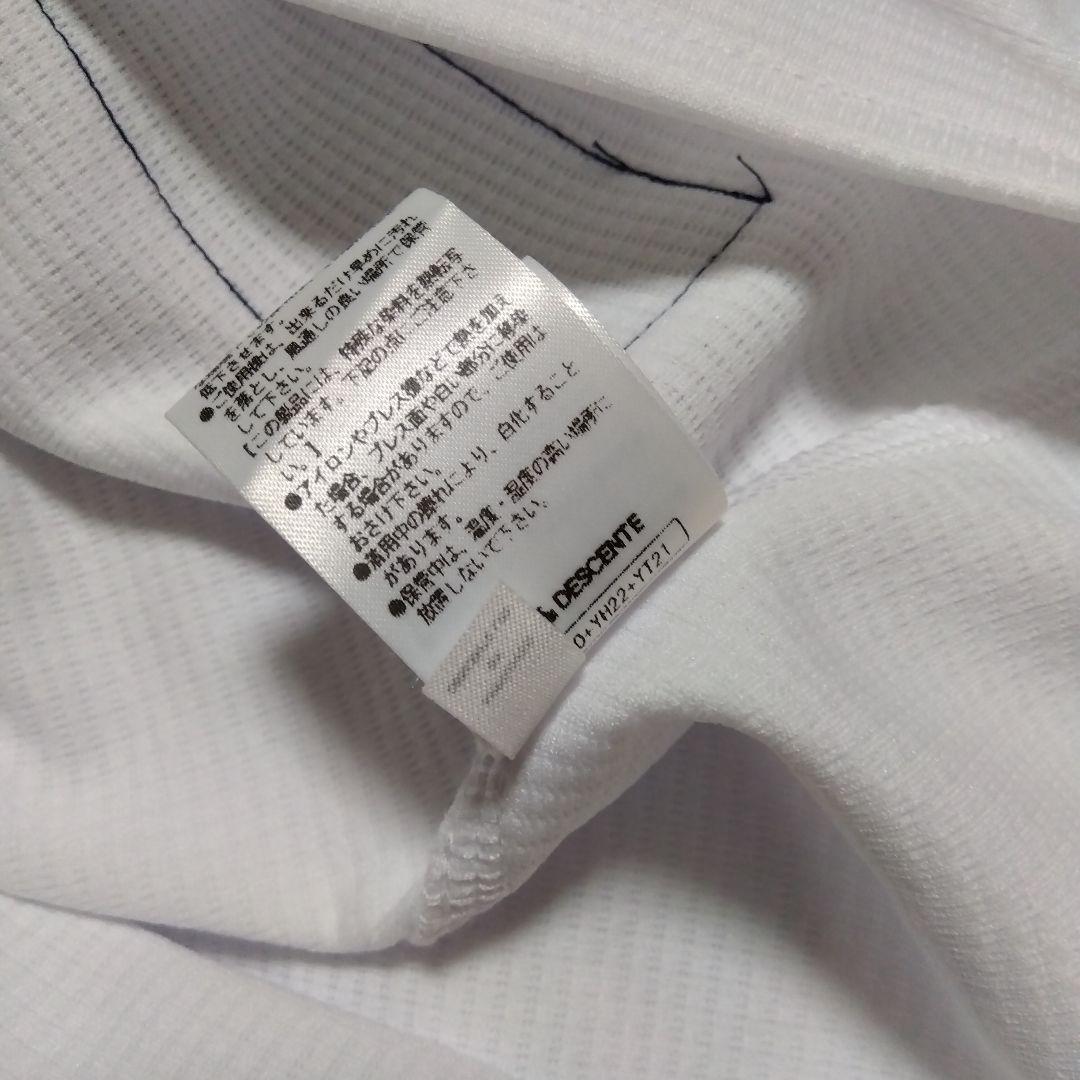 低下させます。
●ご使用後は、出来るだけ早めに汚れ
を落とし、風通しの良い場所で保管
して下さい。
【この製品には、特殊な染料を昇華転写
しています。下記の点、ご注意下さ
い。】
●アイロンやプレス機などで熱を加え
た場合、プレス面や白い部分に移染
する場合がありますので、ご使用は
おさけ下さい。
●着用中の擦れにより、白化すること
があります。
●保管中は、温度・湿度の高い場所に
放置しないで下さい。
DESCENTE
D+YH22+YT21